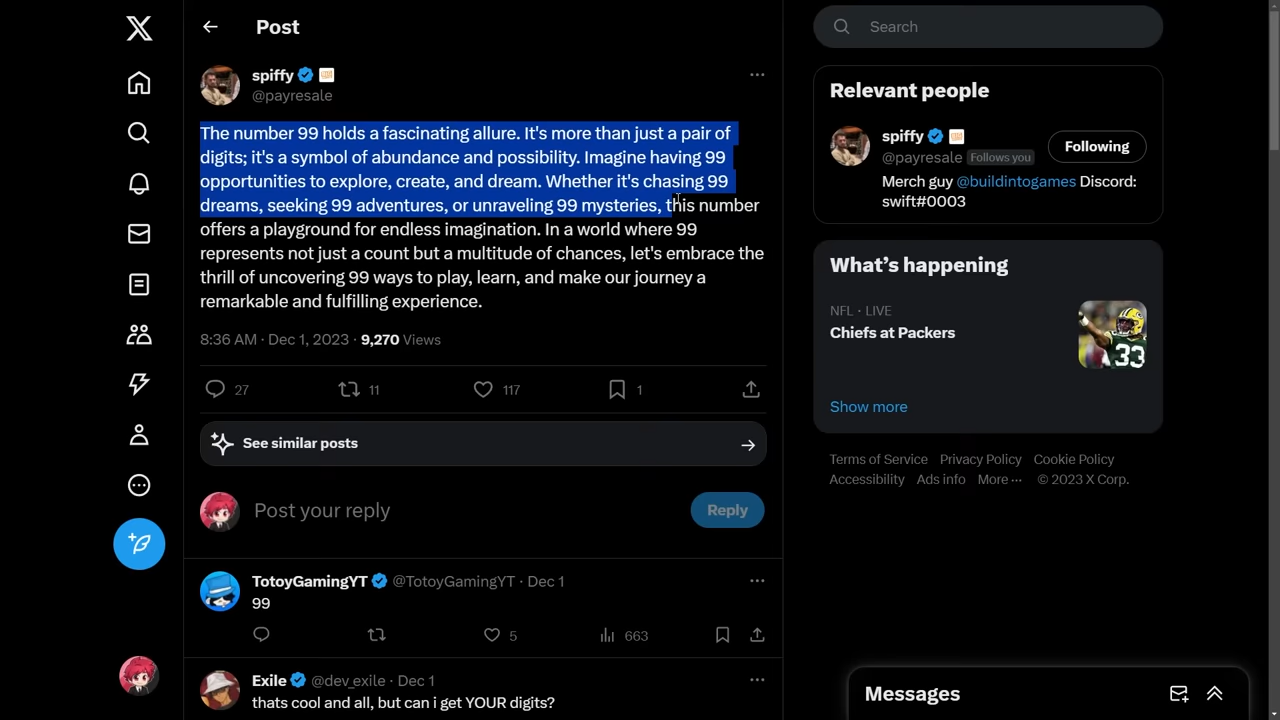 Post
spiffy
@payresale
The number 99 holds a fascinating allure. It's more than just a pair of
digits; it's a symbol of abundance and possibility. Imagine having 99
opportunities to explore, create, and dream. Whether it's chasing 99
dreams, seeking 99 adventures, or unraveling 99 mysteries, this number
offers a playground for endless imagination. In a world where 99
represents not just a count but a multitude of chances, let's embrace the
thrill of uncovering 99 ways to play, learn, and make our journey a
remarkable and fulfilling experience.
8:36 AM · Dec 1, 2023 · 9,270 Views
27 11 117 1
See similar posts
Post your reply
Reply
TotoyGamingYT @TotoyGamingYT · Dec 1
99
5 663
Exile @dev_exile · Dec 1
thats cool and all, but can i get YOUR digits?
Search
Relevant people
spiffy
@payresale Follows you
Following
Merch guy @buildintogames Discord:
swift#0003
What's happening
NFL · LIVE
Chiefs at Packers
33
Show more
Terms of Service Privacy Policy Cookie Policy
Accessibility Ads info More ··· © 2023 X Corp.
Messages